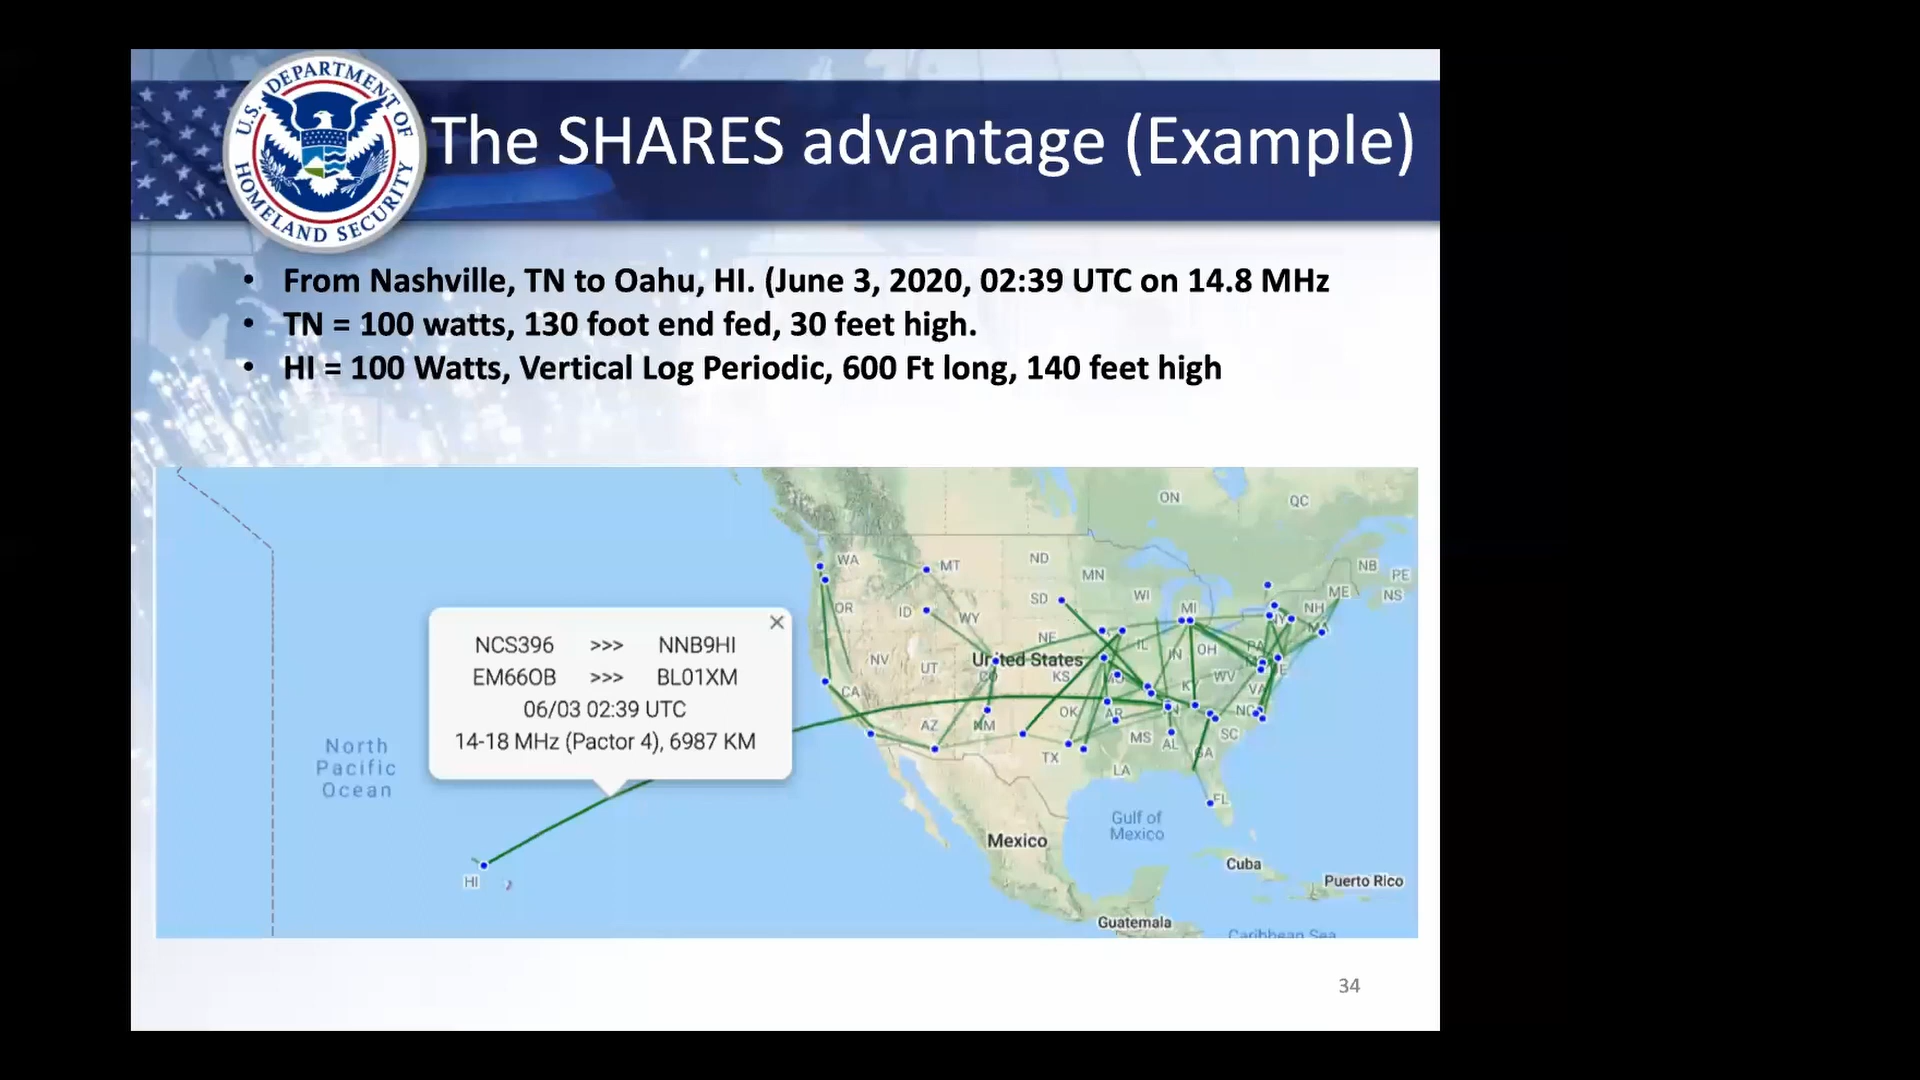 U.S. DEPARTMENT OF HOMELAND SECURITY
The SHARES advantage (Example)
• From Nashville, TN to Oahu, HI. (June 3, 2020, 02:39 UTC on 14.8 MHz
• TN = 100 watts, 130 foot end fed, 30 feet high.
• HI = 100 Watts, Vertical Log Periodic, 600 Ft long, 140 feet high
ON
QC
WA
MT
ND
MN
NB
PE
NS
ME
OR
ID
SD
WI
MI
NH
WY
NY
MA
NCS396 >>> NNB9HI
EM66OB >>> BL01XM
06/03 02:39 UTC
14-18 MHz (Pactor 4), 6987 KM
NE
IL
IN
OH
PA
NV
UT
United States
CO
KS
MO
WV
KY
VA
CA
AZ
NM
OK
AR
NC
TX
LA
MS
AL
GA
SC
FL
North
Pacific
Ocean
Gulf of
Mexico
Mexico
Cuba
Puerto Rico
HI
Guatemala
Caribbean Sea
34